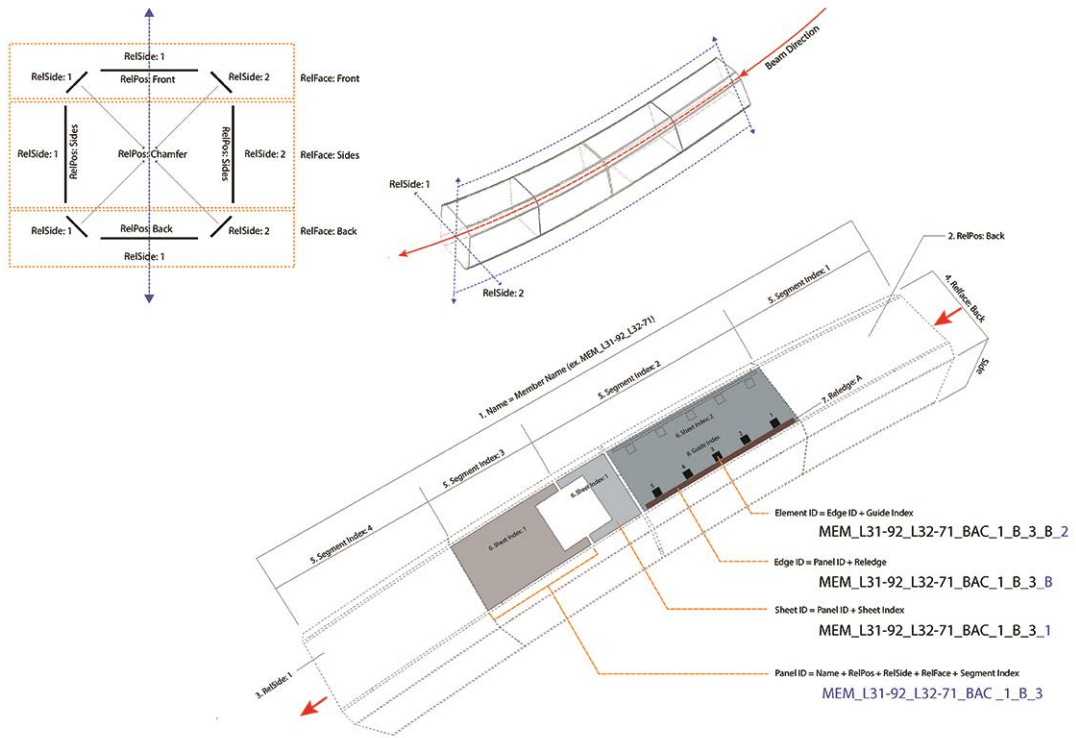 RelSide: 1
RelSide: 1
RelPos: Front
RelSide: 2
RelFace: Front
RelSide: 1
RelPos: Sides
RelPos: Chamfer
RelPos: Sides
RelSide: 2
RelFace: Sides
RelSide: 1
RelPos: Back
RelSide: 2
RelFace: Back
RelSide: 1
Beam Direction
RelSide: 1
RelSide: 2
2. RelPos: Back
4. Relface: Back
Side
5. Segment Index: 1
1. Name = Member Name (ex. MEM_L31-92_L32-71)
5. Segment Index: 2
5. Segment Index: 3
5. Segment Index: 4
7. Reledge: A
6. Sheet Index: 2
8. Guide Index
1
2
3
4
5
6. Sheet Index: 1
6. Sheet Index: 1
3. RelSide: 1
Element ID = Edge ID + Guide Index
MEM_L31-92_L32-71_BAC_1_B_3_B_2
Edge ID = Panel ID + Reledge
MEM_L31-92_L32-71_BAC_1_B_3_B
Sheet ID = Panel ID + Sheet Index
MEM_L31-92_L32-71_BAC_1_B_3_1
Panel ID = Name + RelPos + RelSide + RelFace + Segment Index
MEM_L31-92_L32-71_BAC _1_B_3